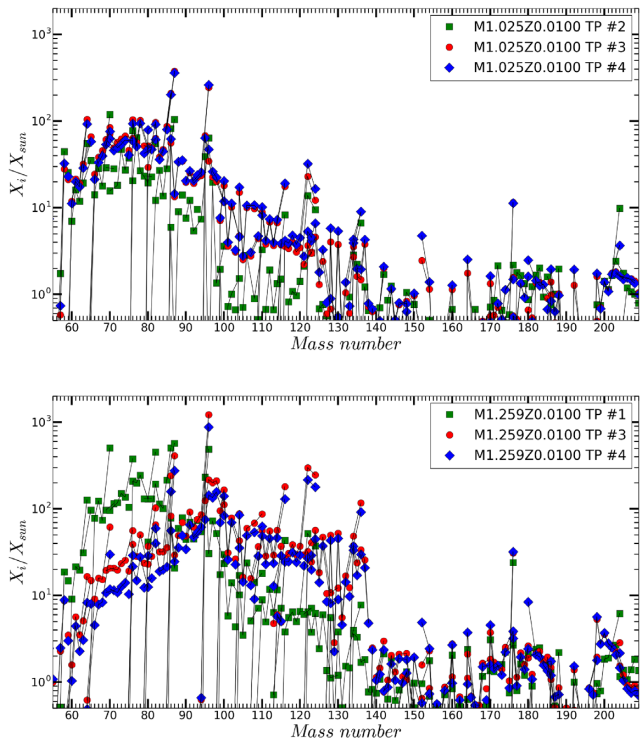 10³
10²
10¹
10⁰
X_i/X_sun
M1.025Z0.0100 TP #2
M1.025Z0.0100 TP #3
M1.025Z0.0100 TP #4
60 70 80 90 100 110 120 130 140 150 160 170 180 190 200
Mass number
10³
10²
10¹
10⁰
X_i/X_sun
M1.259Z0.0100 TP #1
M1.259Z0.0100 TP #3
M1.259Z0.0100 TP #4
60 70 80 90 100 110 120 130 140 150 160 170 180 190 200
Mass number